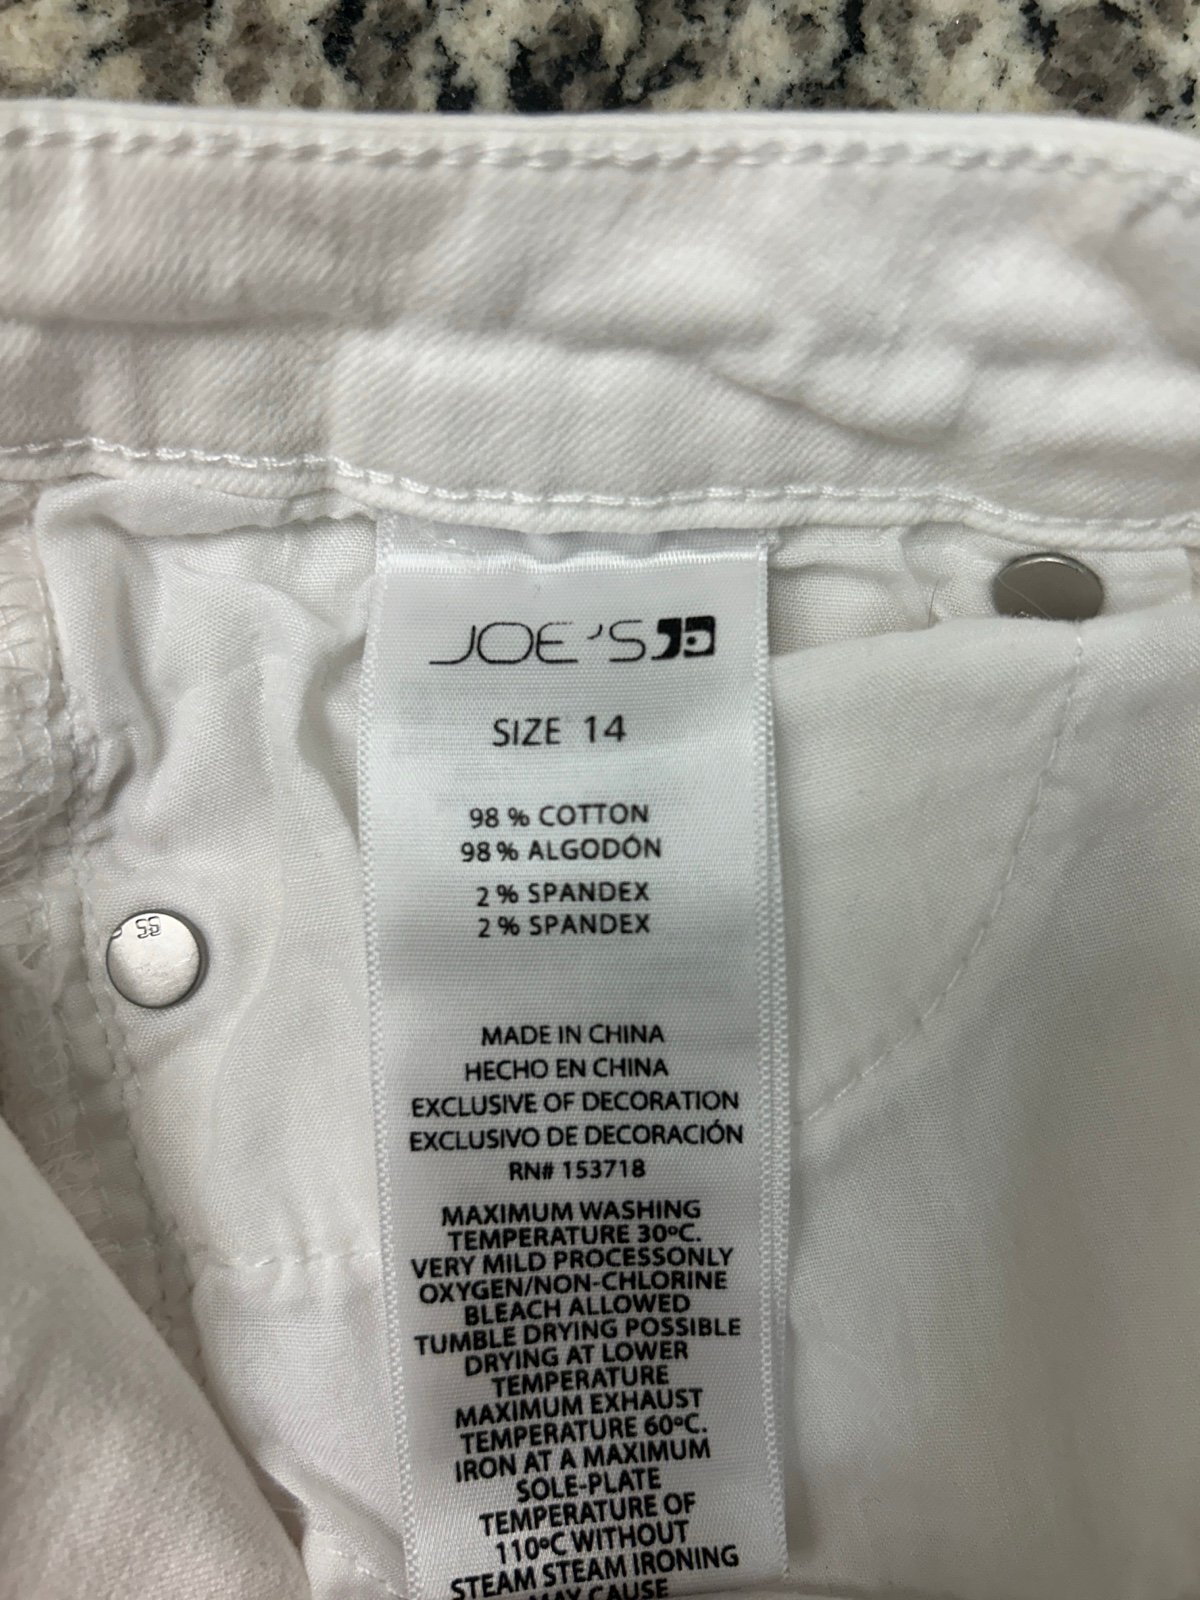 JOE'S
SIZE 14
98 % COTTON
98 % ALGODÓN
2 % SPANDEX
2 % SPANDEX
MADE IN CHINA
HECHO EN CHINA
EXCLUSIVE OF DECORATION
EXCLUSIVO DE DECORACIÓN
RN# 153718
MAXIMUM WASHING
TEMPERATURE 30ºC.
VERY MILD PROCESSONLY
OXYGEN/NON-CHLORINE
BLEACH ALLOWED
TUMBLE DRYING POSSIBLE
DRYING AT LOWER
TEMPERATURE
MAXIMUM EXHAUST
TEMPERATURE 60ºC.
IRON AT A MAXIMUM
SOLE-PLATE
TEMPERATURE OF
110ºC WITHOUT
STEAM STEAM IRONING
MAY CAUSE